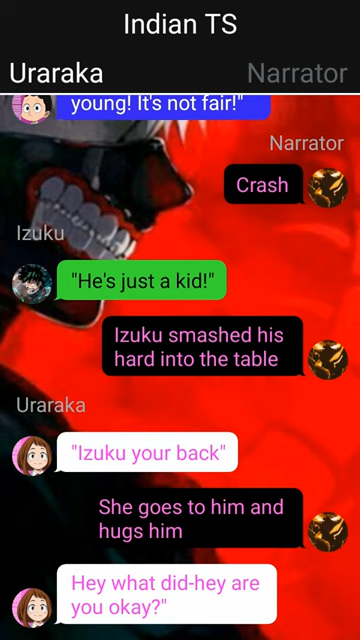 Indian TS
Uraraka
Narrator
young! It's not fair!"
Narrator
Crash
Izuku
"He's just a kid!"
Izuku smashed his
hard into the table
Uraraka
"Izuku your back"
She goes to him and
hugs him
Hey what did-hey are
you okay?"